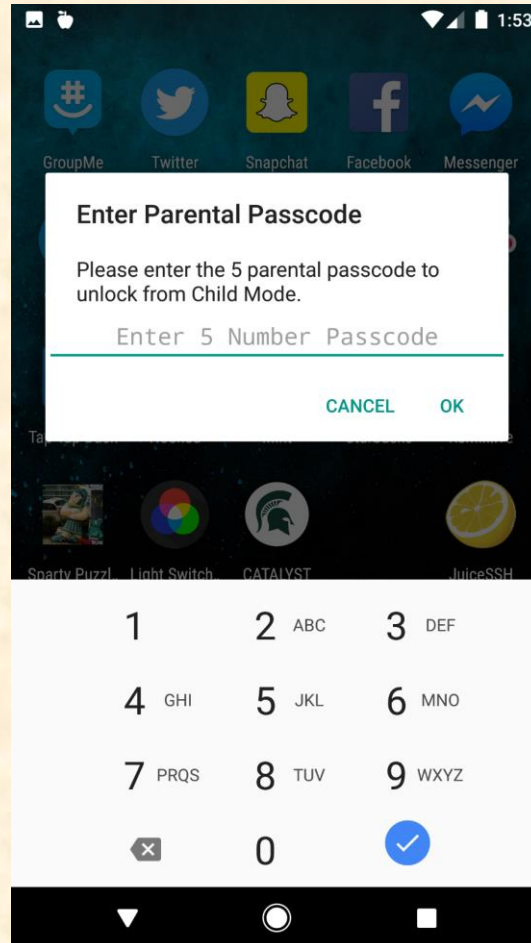 1:53
GroupMe Twitter Snapchat Facebook Messenger
Enter Parental Passcode
Please enter the 5 parental passcode to
unlock from Child Mode.
Enter 5 Number Passcode
CANCEL OK
Sparty Puzzl.. Light Switch.. CATALYST JuiceSSH
1 2 ABC 3 DEF
4 GHI 5 JKL 6 MNO
7 PRQS 8 TUV 9 WXYZ
0